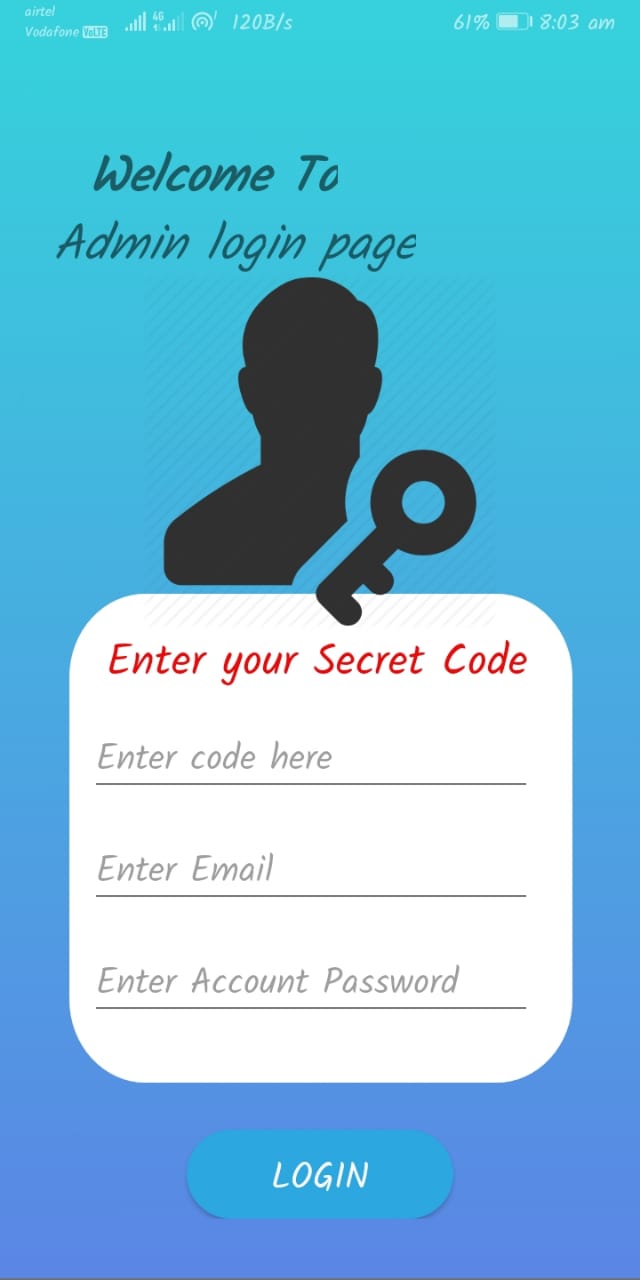 airtel
Vodafone VoLTE 4G 120B/s 61% 8:03 am
Welcome To
Admin login page
Enter your Secret Code
Enter code here
Enter Email
Enter Account Password
LOGIN